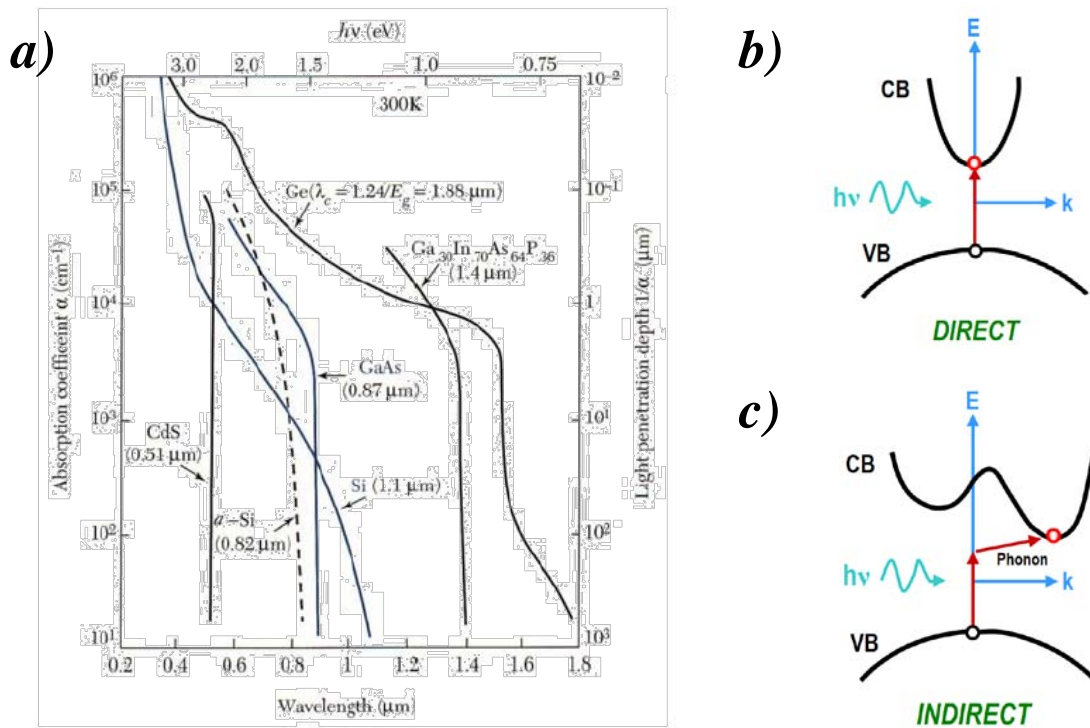 a)
hν (eV)
3.0 2.0 1.5 1.0 0.75
300K
10⁶ 10⁵ 10⁴ 10³ 10² 10¹
Absorption coefficeint α (cm⁻¹)
Ge(λc = 1.24/Eg = 1.88 μm)
Ga.30In.70As.64P.36
(1.4 μm)
GaAs
(0.87 μm)
CdS
(0.51 μm)
Si (1.1 μm)
a–Si
(0.82 μm)
10⁻² 10⁻¹ 1 10¹ 10² 10³
Light penetration depth 1/α (μm)
0.2 0.4 0.6 0.8 1 1.2 1.4 1.6 1.8
Wavelength (μm)
b)
E
CB
hν
k
VB
DIRECT
c)
E
CB
Phonon
hν
k
VB
INDIRECT